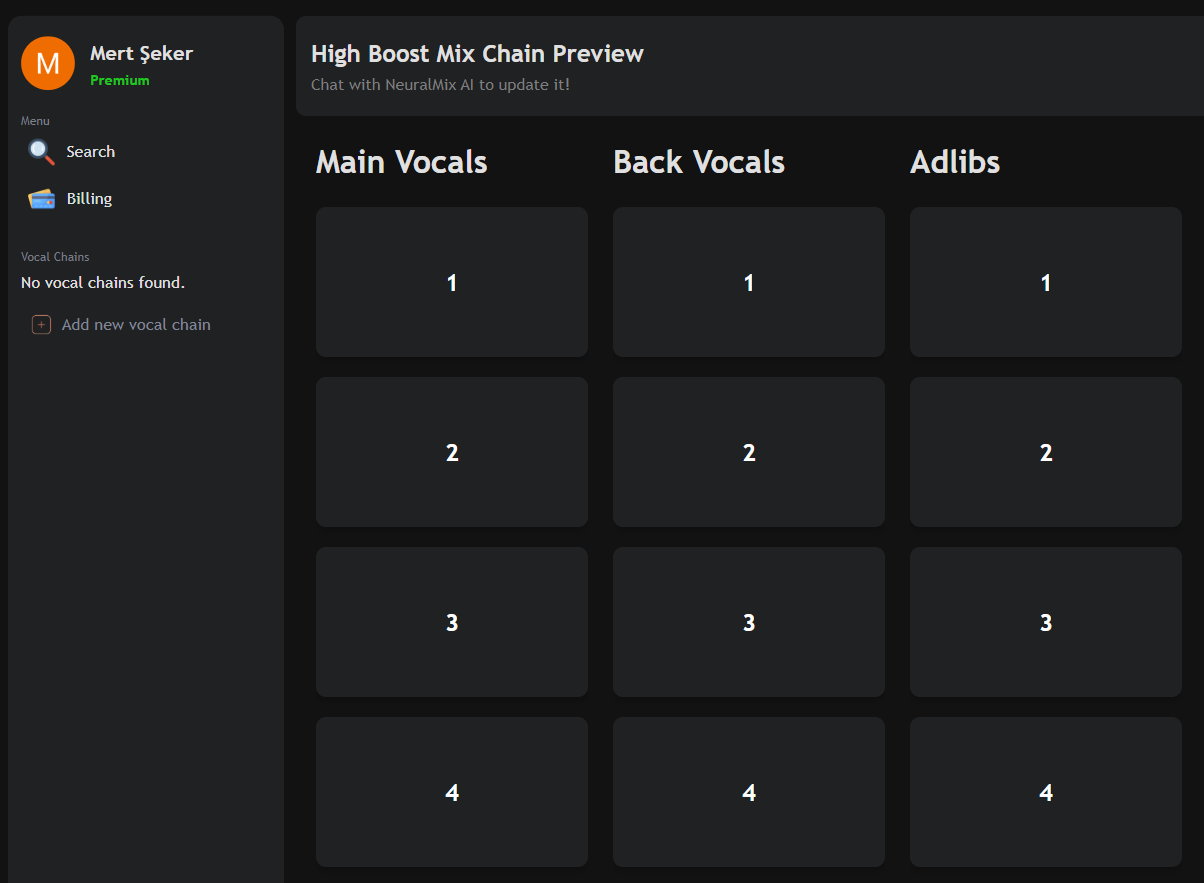 M
Mert Şeker
Premium
Menu
Search
Billing
Vocal Chains
No vocal chains found.
Add new vocal chain
High Boost Mix Chain Preview
Chat with NeuralMix AI to update it!
Main Vocals
Back Vocals
Adlibs
1
1
1
2
2
2
3
3
3
4
4
4